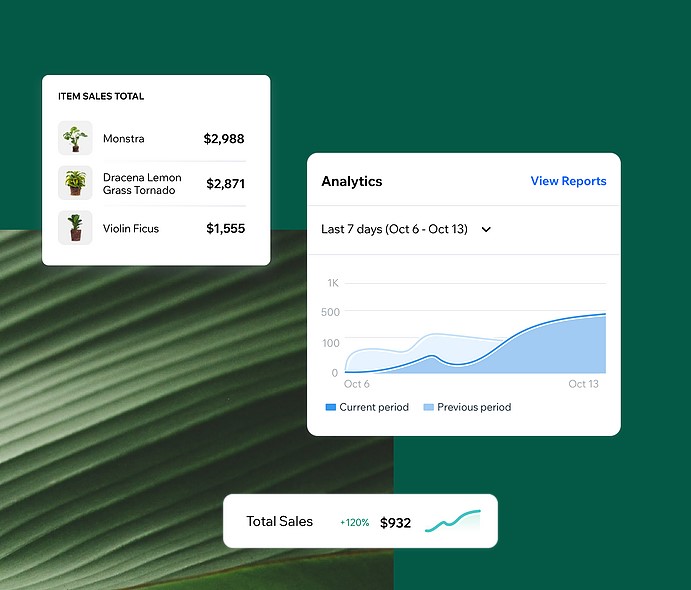 ITEM SALES TOTAL
Monstra $2,988
Dracena Lemon
Grass Tornado $2,871
Violin Ficus $1,555
Analytics View Reports
Last 7 days (Oct 6 - Oct 13)
1K
500
100
0
Oct 6 Oct 13
Current period Previous period
Total Sales +120% $932